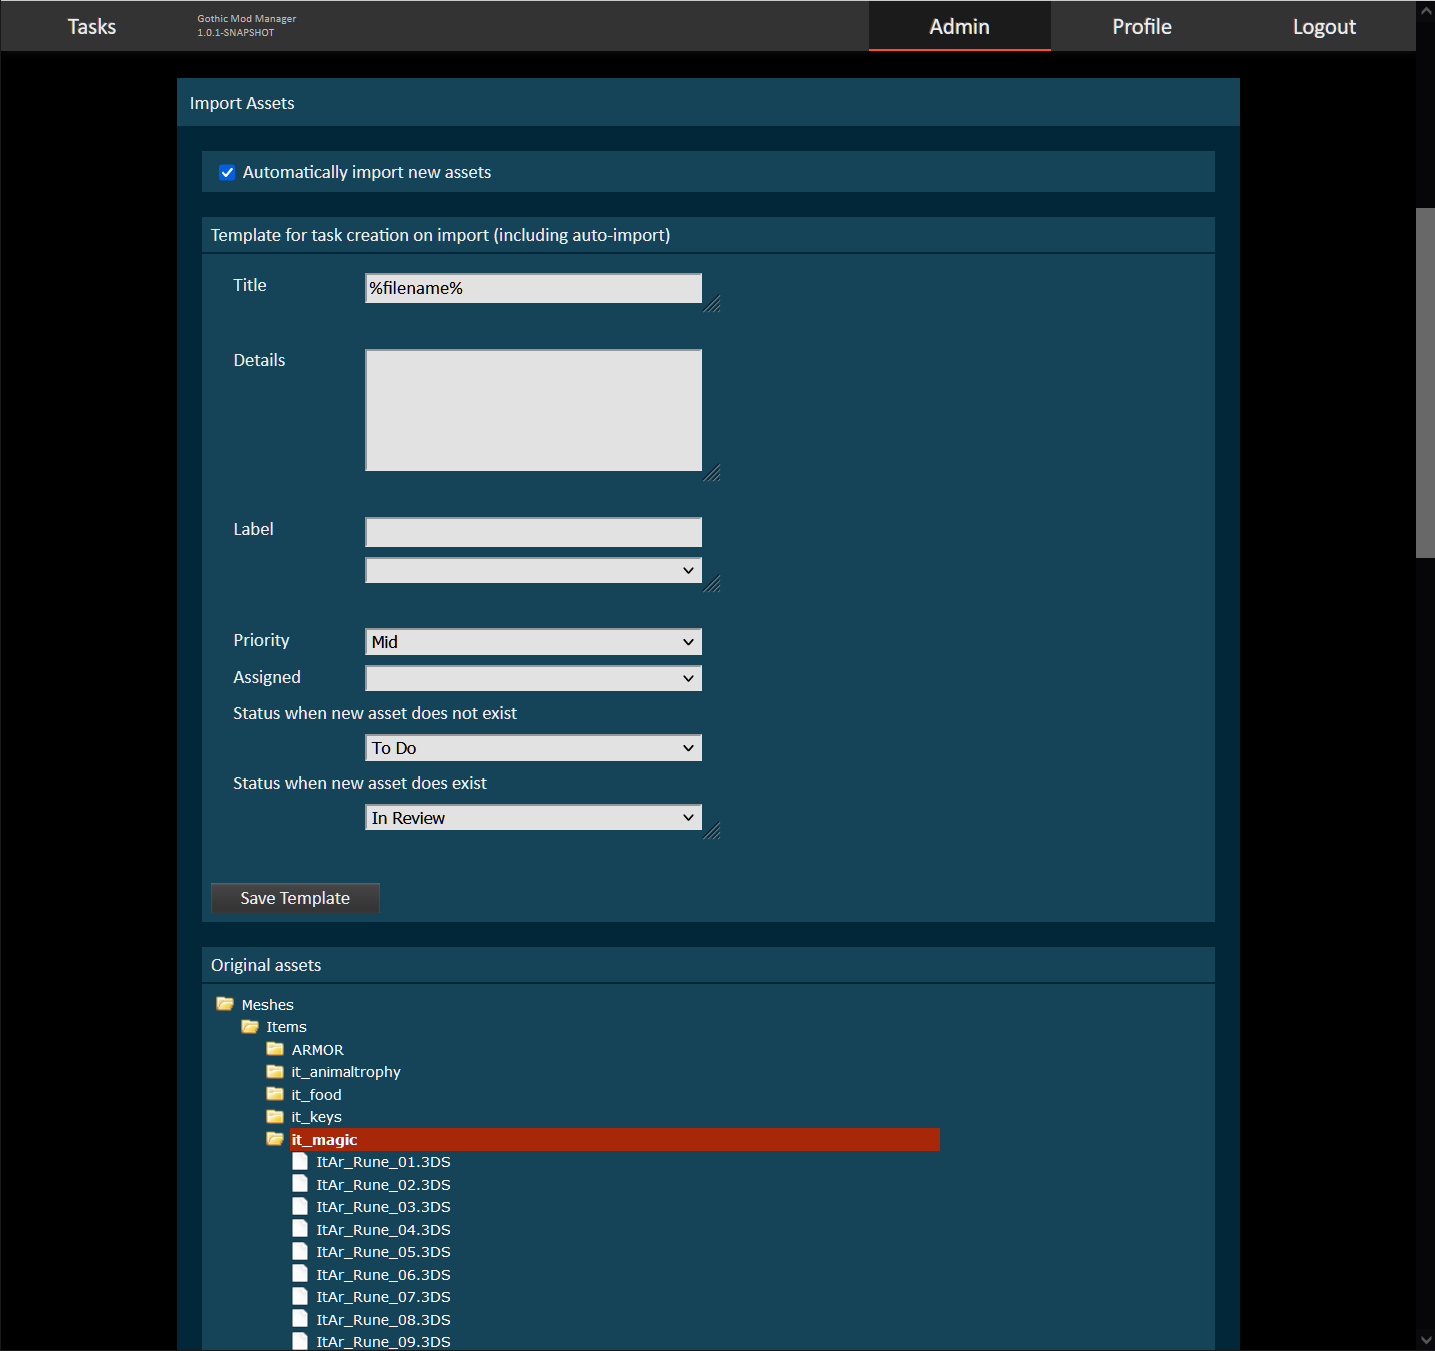 Tasks
Gothic Mod Manager
1.0.1-SNAPSHOT
Admin
Profile
Logout
Import Assets
Automatically import new assets
Template for task creation on import (including auto-import)
Title
%filename%
Details
Label
Priority
Mid
Assigned
Status when new asset does not exist
To Do
Status when new asset does exist
In Review
Save Template
Original assets
Meshes
Items
ARMOR
it_animaltrophy
it_food
it_keys
it_magic
ItAr_Rune_01.3DS
ItAr_Rune_02.3DS
ItAr_Rune_03.3DS
ItAr_Rune_04.3DS
ItAr_Rune_05.3DS
ItAr_Rune_06.3DS
ItAr_Rune_07.3DS
ItAr_Rune_08.3DS
ItAr_Rune_09.3DS